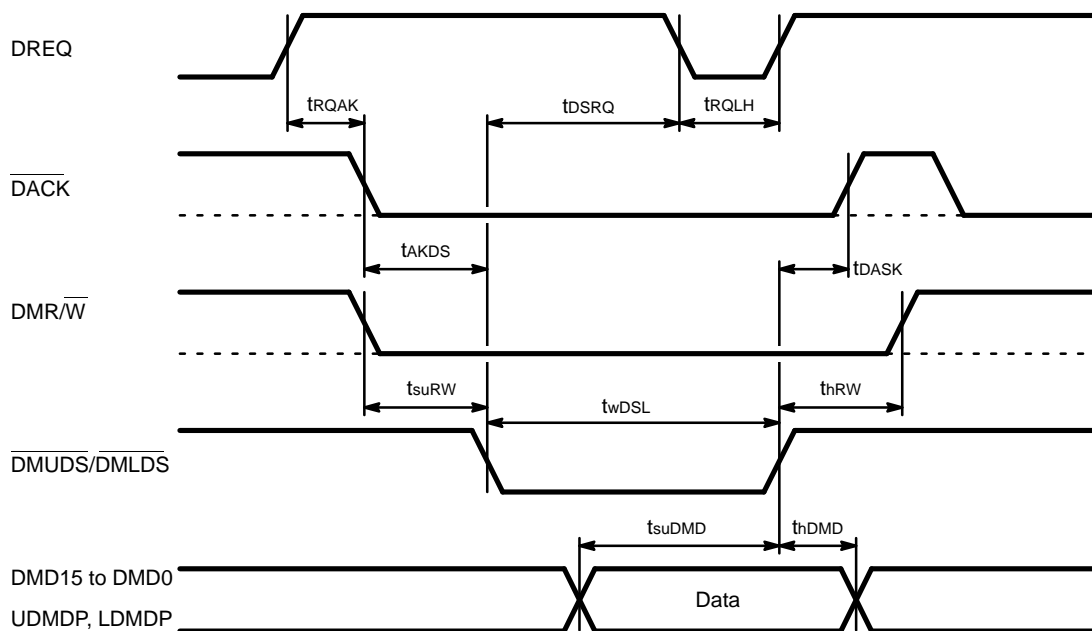 DREQ
tRQAK
tDSRQ
tRQLH
DACK
tAKDS
tDASK
DMR/W
tsuRW
twDSL
thRW
DMUDS/DMLDS
tsuDMD
thDMD
DMD15 to DMD0
Data
UDMDP, LDMDP